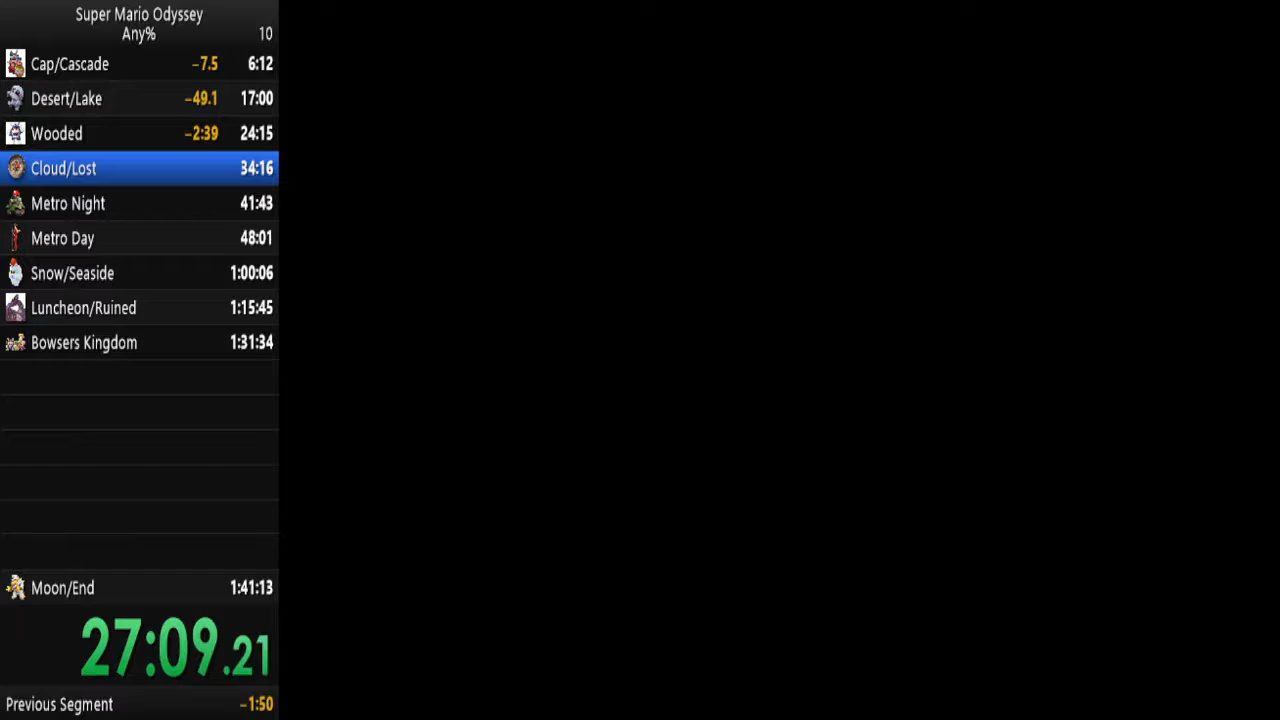 Super Mario Odyssey
Any% 10
Cap/Cascade −7.5 6:12
Desert/Lake −49.1 17:00
Wooded −2:39 24:15
Cloud/Lost 34:16
Metro Night 41:43
Metro Day 48:01
Snow/Seaside 1:00:06
Luncheon/Ruined 1:15:45
Bowsers Kingdom 1:31:34
Moon/End 1:41:13
27:09.21
Previous Segment −1:50